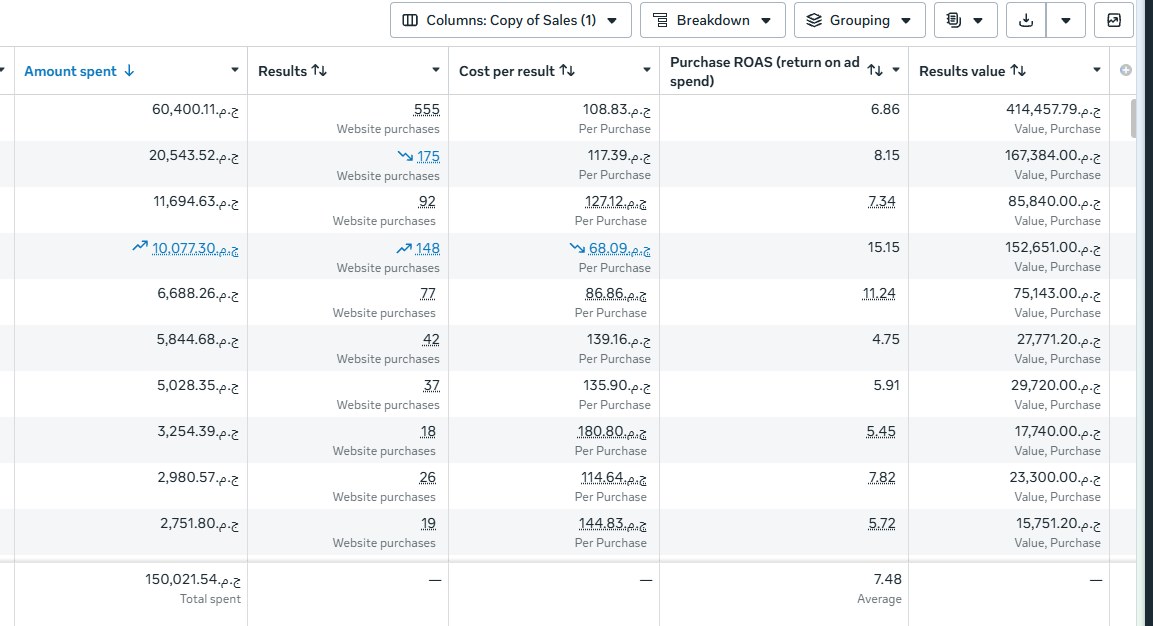 Columns: Copy of Sales (1) Breakdown Grouping
Amount spent Results Cost per result Purchase ROAS (return on ad spend) Results value
60,400.11.ج.م 555 108.83.ج.م 6.86 414,457.79.ج.م
Website purchases Per Purchase Value, Purchase
20,543.52.ج.م 175 117.39.ج.م 8.15 167,384.00.ج.م
Website purchases Per Purchase Value, Purchase
11,694.63.ج.م 92 127.12.ج.م 7.34 85,840.00.ج.م
Website purchases Per Purchase Value, Purchase
10,077.30.ج.م 148 68.09.ج.م 15.15 152,651.00.ج.م
Website purchases Per Purchase Value, Purchase
6,688.26.ج.م 77 86.86.ج.م 11.24 75,143.00.ج.م
Website purchases Per Purchase Value, Purchase
5,844.68.ج.م 42 139.16.ج.م 4.75 27,771.20.ج.م
Website purchases Per Purchase Value, Purchase
5,028.35.ج.م 37 135.90.ج.م 5.91 29,720.00.ج.م
Website purchases Per Purchase Value, Purchase
3,254.39.ج.م 18 180.80.ج.م 5.45 17,740.00.ج.م
Website purchases Per Purchase Value, Purchase
2,980.57.ج.م 26 114.64.ج.م 7.82 23,300.00.ج.م
Website purchases Per Purchase Value, Purchase
2,751.80.ج.م 19 144.83.ج.م 5.72 15,751.20.ج.م
Website purchases Per Purchase Value, Purchase
150,021.54.ج.م — — 7.48 —
Total spent Average